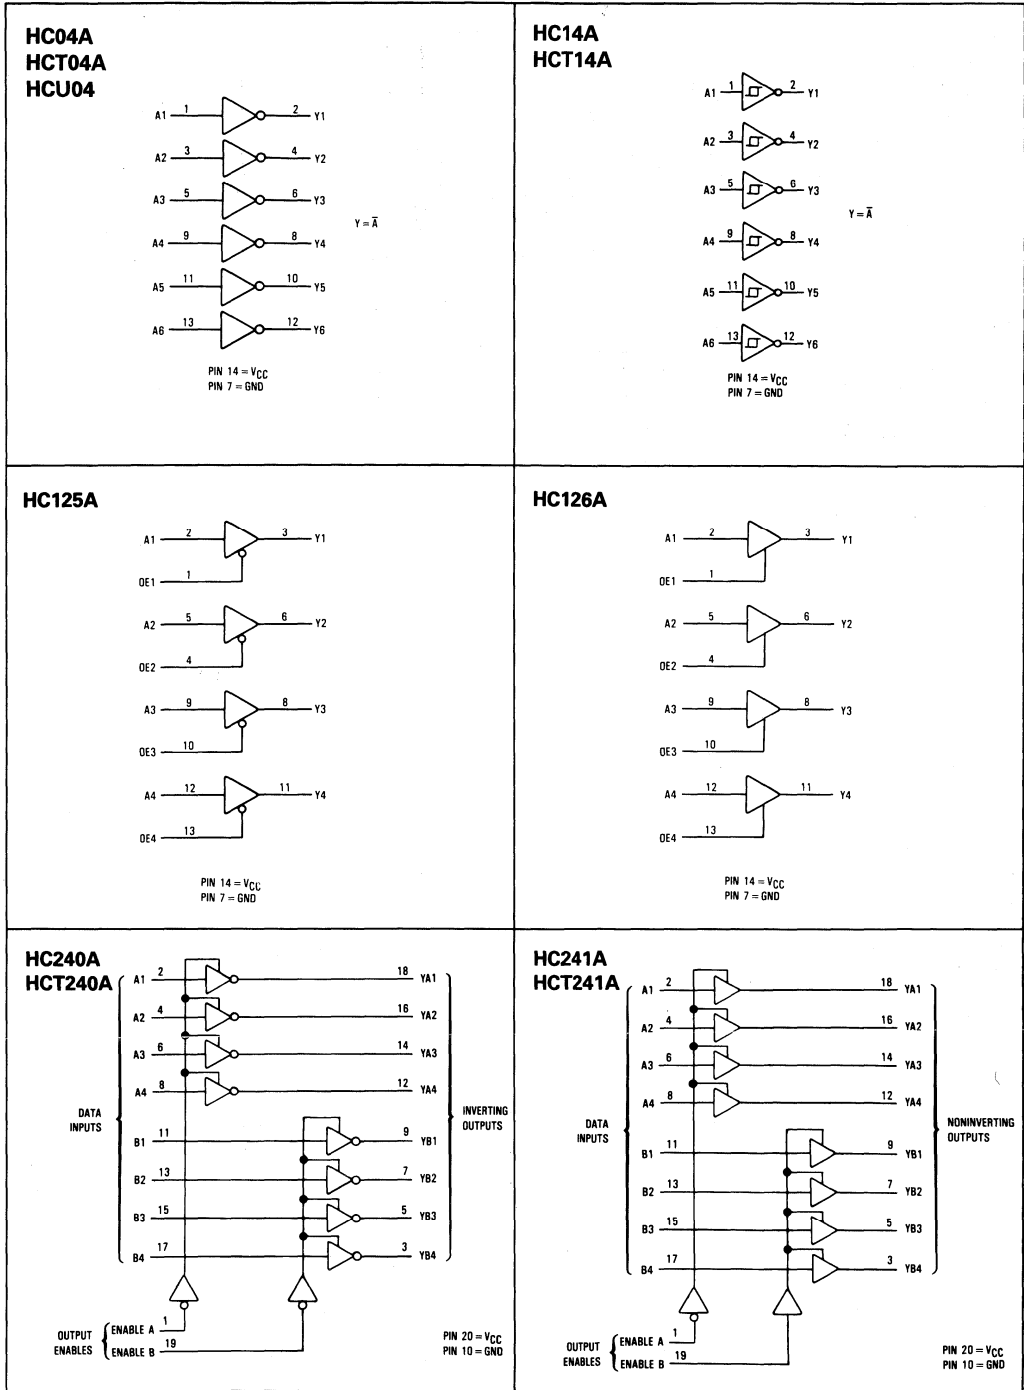 HC04A
HCT04A
HCU04
A1 1 2 Y1
A2 3 4 Y2
A3 5 6 Y3
Y = A̅
A4 9 8 Y4
A5 11 10 Y5
A6 13 12 Y6
PIN 14 = VCC
PIN 7 = GND
HC14A
HCT14A
A1 1 2 Y1
A2 3 4 Y2
A3 5 6 Y3
Y = A̅
A4 9 8 Y4
A5 11 10 Y5
A6 13 12 Y6
PIN 14 = VCC
PIN 7 = GND
HC125A
A1 2 3 Y1
OE1 1
A2 5 6 Y2
OE2 4
A3 9 8 Y3
OE3 10
A4 12 11 Y4
OE4 13
PIN 14 = VCC
PIN 7 = GND
HC126A
A1 2 3 Y1
OE1 1
A2 5 6 Y2
OE2 4
A3 9 8 Y3
OE3 10
A4 12 11 Y4
OE4 13
PIN 14 = VCC
PIN 7 = GND
HC240A
HCT240A
A1 2 18 YA1
A2 4 16 YA2
A3 6 14 YA3
A4 8 12 YA4
DATA
INPUTS
INVERTING
OUTPUTS
B1 11 9 YB1
B2 13 7 YB2
B3 15 5 YB3
B4 17 3 YB4
OUTPUT
ENABLES
ENABLE A 1
ENABLE B 19
PIN 20 = VCC
PIN 10 = GND
HC241A
HCT241A
A1 2 18 YA1
A2 4 16 YA2
A3 6 14 YA3
A4 8 12 YA4
DATA
INPUTS
NONINVERTING
OUTPUTS
B1 11 9 YB1
B2 13 7 YB2
B3 15 5 YB3
B4 17 3 YB4
OUTPUT
ENABLES
ENABLE A 1
ENABLE B 19
PIN 20 = VCC
PIN 10 = GND